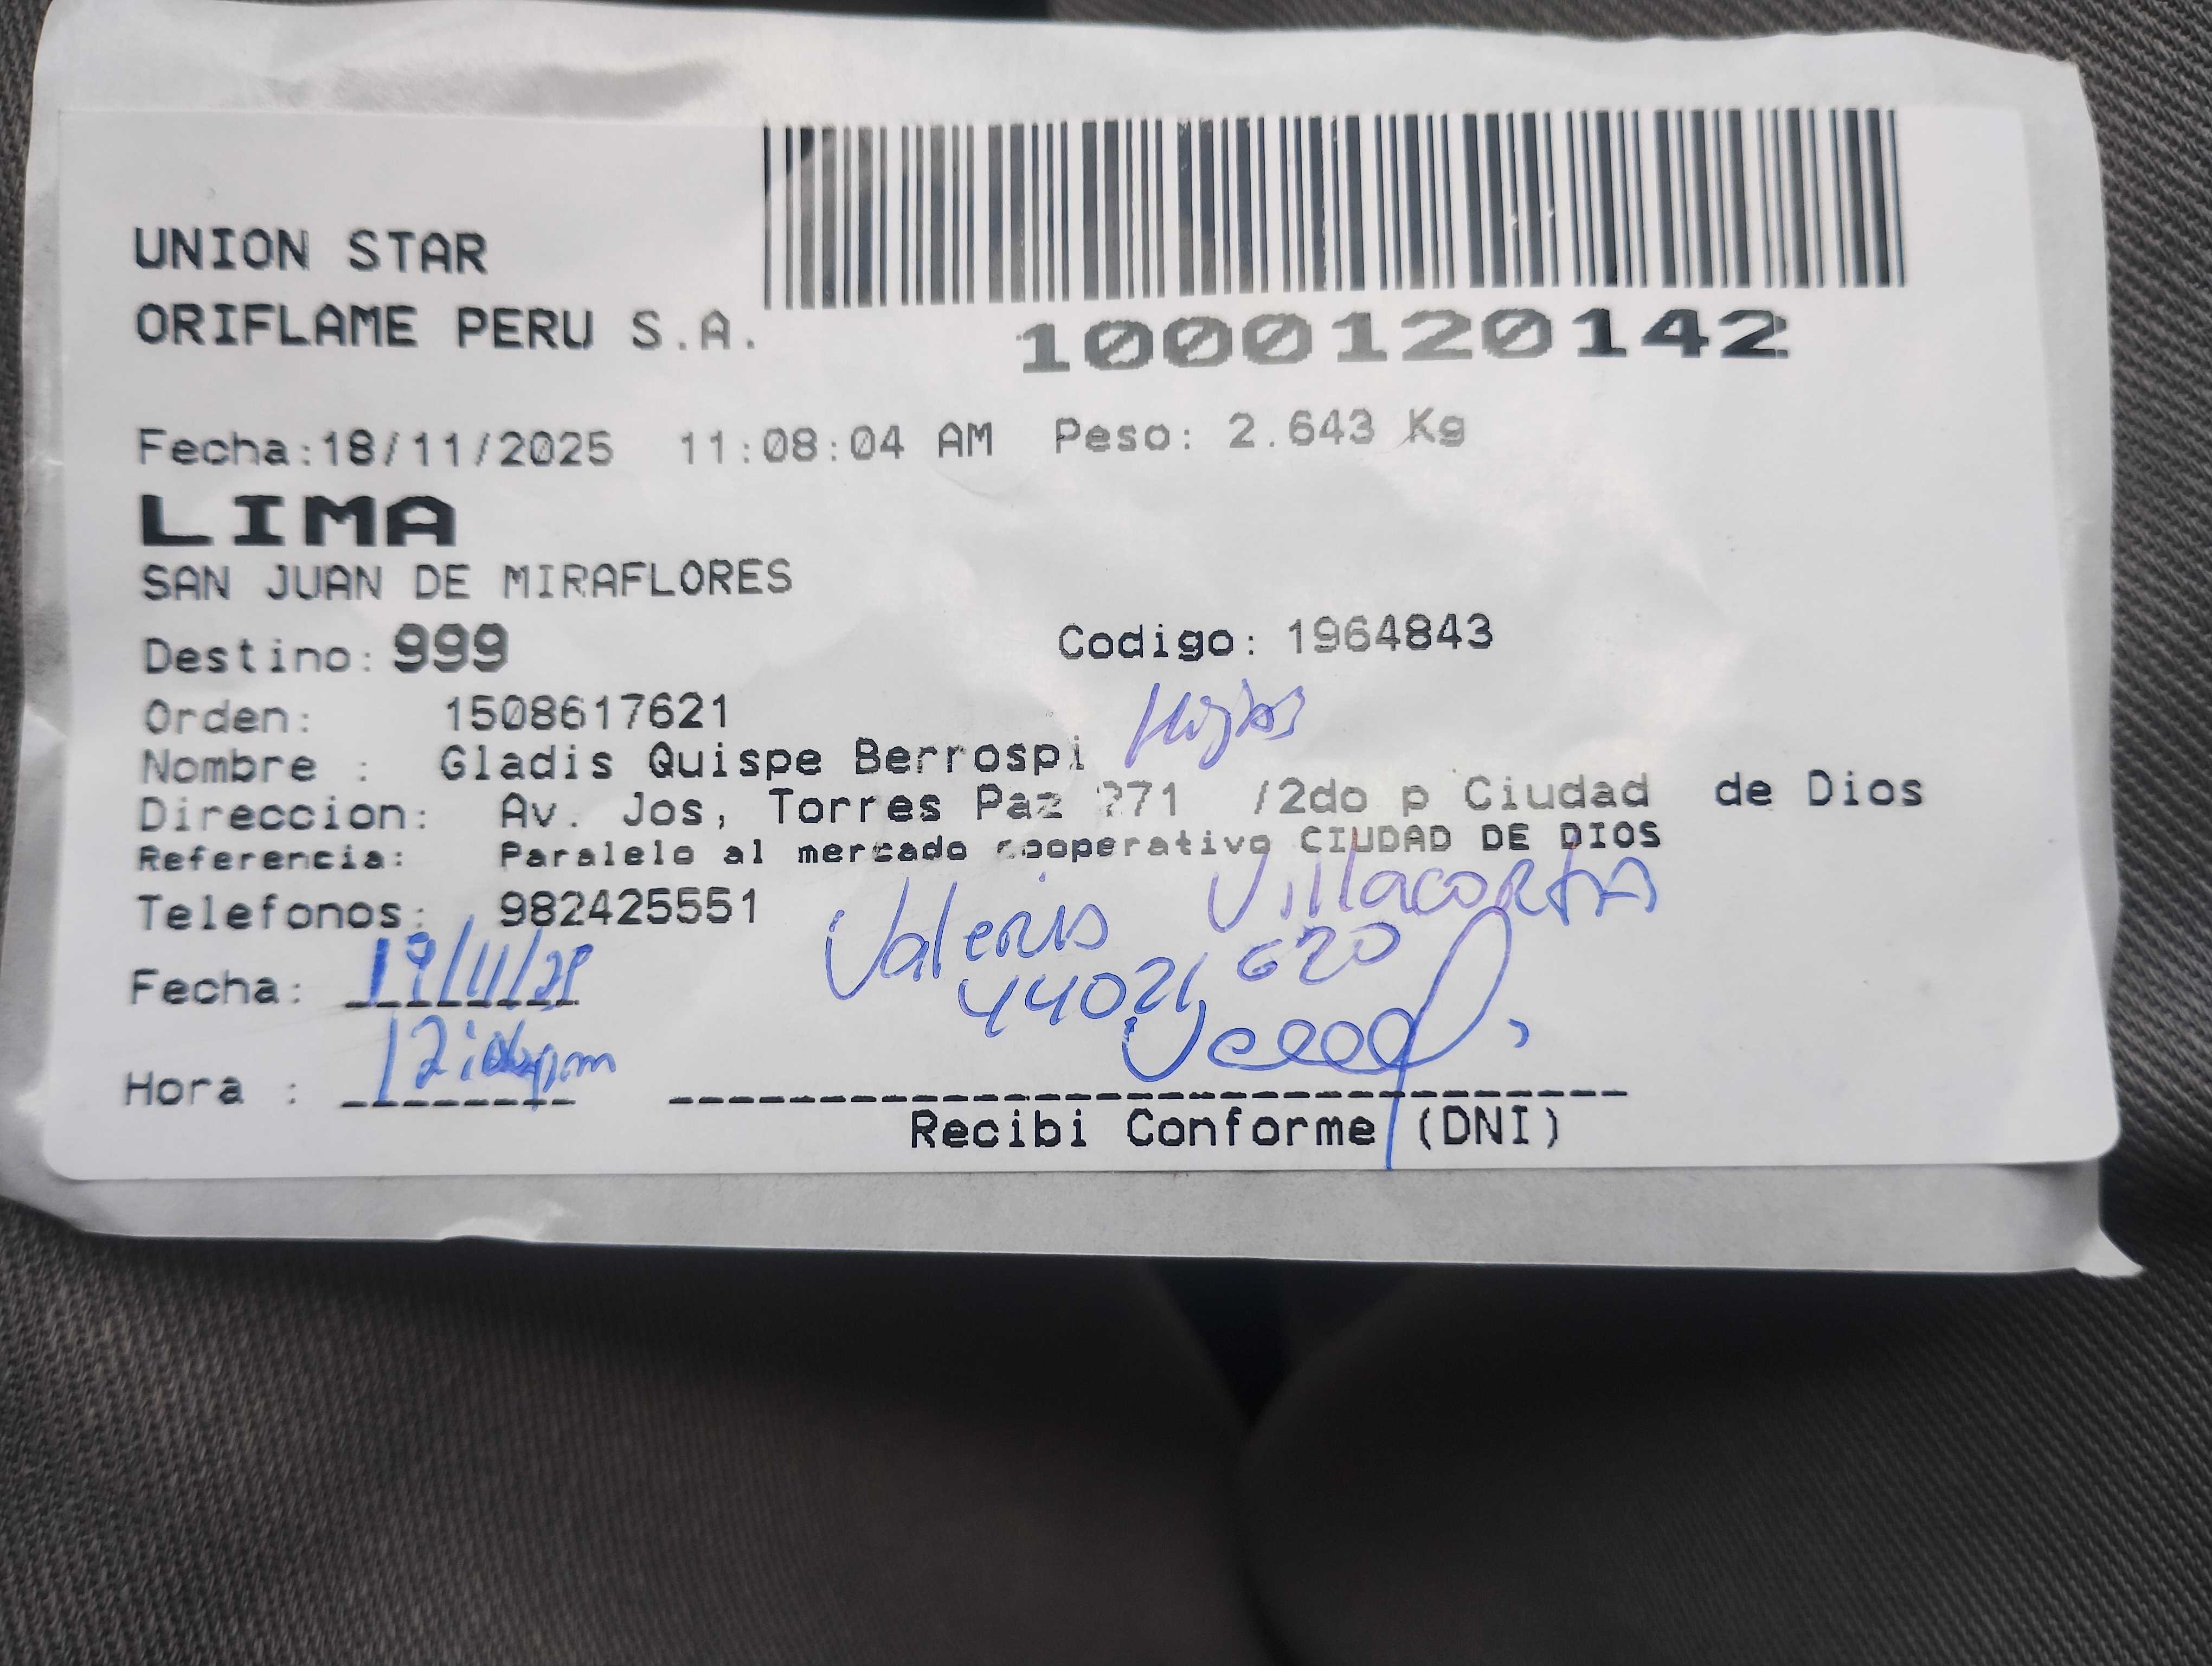 UNION STAR
ORIFLAME PERU S.A.
1000120142
Fecha:18/11/2025 11:08:04 AM Peso: 2.643 Kg
LIMA
SAN JUAN DE MIRAFLORES
Destino: 999 Codigo: 1964843
Orden: 1508617621
Nombre : Gladis Quispe Berrospi
Direccion: Av. Jos, Torres Paz 271 /2do p Ciudad de Dios
Referencia: Paralelo al mercado cooperativo CIUDAD DE DIOS
Telefonos: 982425551
Villacorta
Fecha: 19/11/25
44021620
Hora : 12:06pm
Recibi Conforme (DNI)